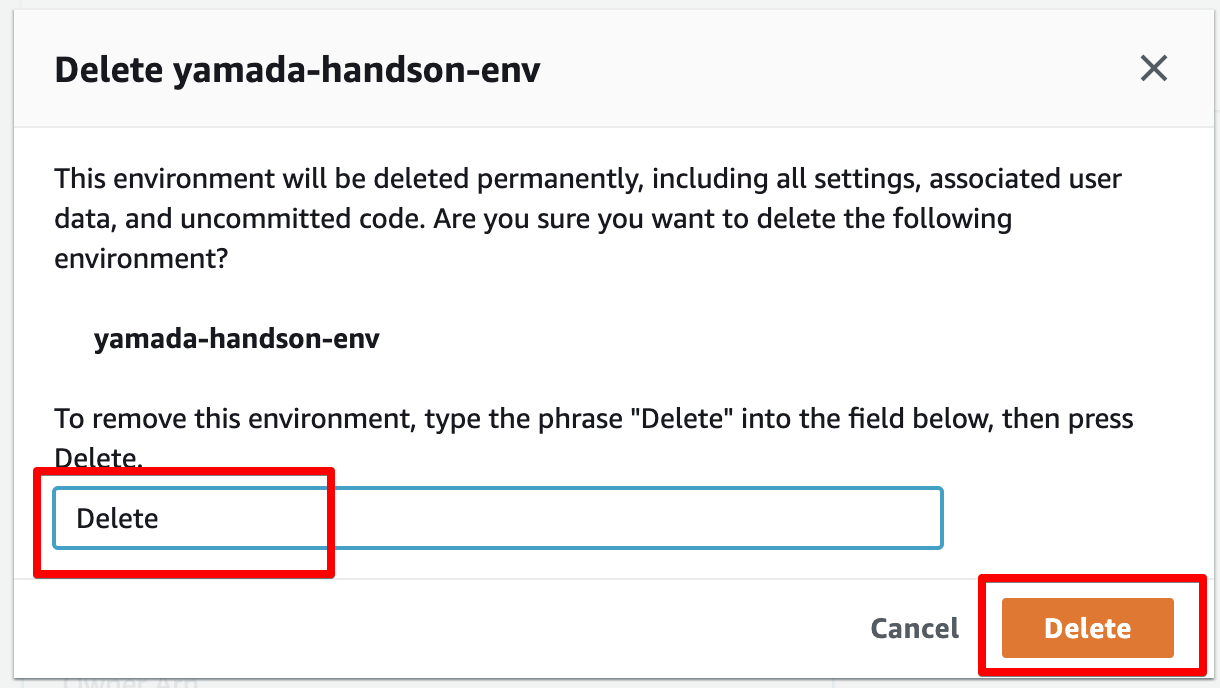 Delete yamada-handson-env
This environment will be deleted permanently, including all settings, associated user
data, and uncommitted code. Are you sure you want to delete the following
environment?
yamada-handson-env
To remove this environment, type the phrase "Delete" into the field below, then press
Delete.
Delete
Cancel
Delete
Owner Arn